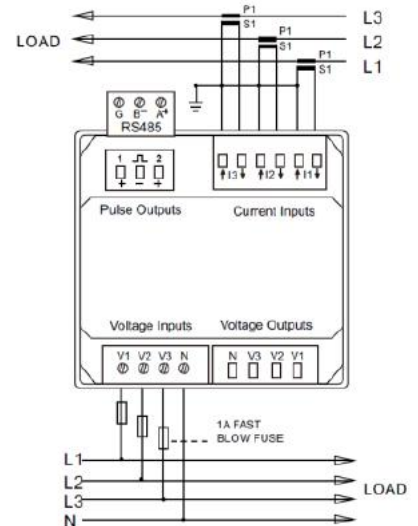 P1
L3
S1
LOAD
P1
L2
S1
P1
L1
S1
G B- A+
RS485
1 2
+ - +
I3 I2 I1
Pulse Outputs
Current Inputs
Voltage Inputs
Voltage Outputs
V1 V2 V3 N
N V3 V2 V1
1A FAST
BLOW FUSE
L1
L2
LOAD
L3
N